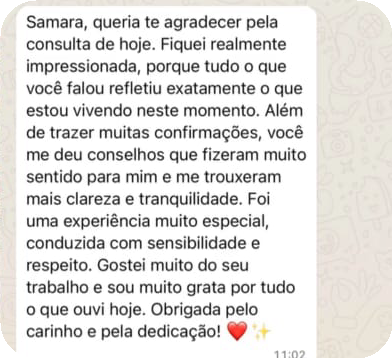 Samara, queria te agradecer pela
consulta de hoje. Fiquei realmente
impressionada, porque tudo o que
você falou refletiu exatamente o que
estou vivendo neste momento. Além
de trazer muitas confirmações, você
me deu conselhos que fizeram muito
sentido para mim e me trouxeram
mais clareza e tranquilidade. Foi
uma experiência muito especial,
conduzida com sensibilidade e
respeito. Gostei muito do seu
trabalho e sou muito grata por tudo
o que ouvi hoje. Obrigada pelo
carinho e pela dedicação! ❤️✨
11:02